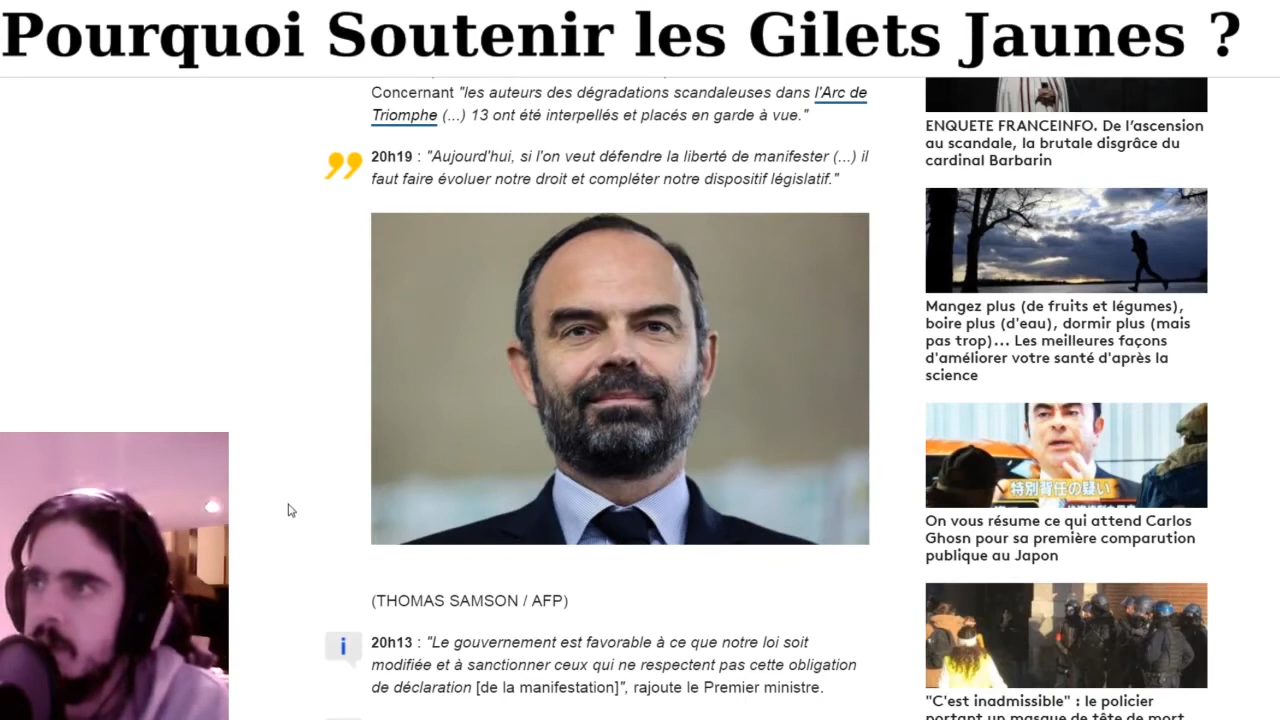 Pourquoi Soutenir les Gilets Jaunes ?
Concernant "les auteurs des dégradations scandaleuses dans l'Arc de
Triomphe (...) 13 ont été interpellés et placés en garde à vue."
20h19 : "Aujourd'hui, si l'on veut défendre la liberté de manifester (...) il
faut faire évoluer notre droit et compléter notre dispositif législatif."
(THOMAS SAMSON / AFP)
20h13 : "Le gouvernement est favorable à ce que notre loi soit
modifiée et à sanctionner ceux qui ne respectent pas cette obligation
de déclaration [de la manifestation]", rajoute le Premier ministre.
ENQUETE FRANCEINFO. De l'ascension
au scandale, la brutale disgrâce du
cardinal Barbarin
Mangez plus (de fruits et légumes),
boire plus (d'eau), dormir plus (mais
pas trop)... Les meilleures façons
d'améliorer votre santé d'après la
science
特別背任の疑い
On vous résume ce qui attend Carlos
Ghosn pour sa première comparution
publique au Japon
"C'est inadmissible" : le policier
portant un masque de tête de mort